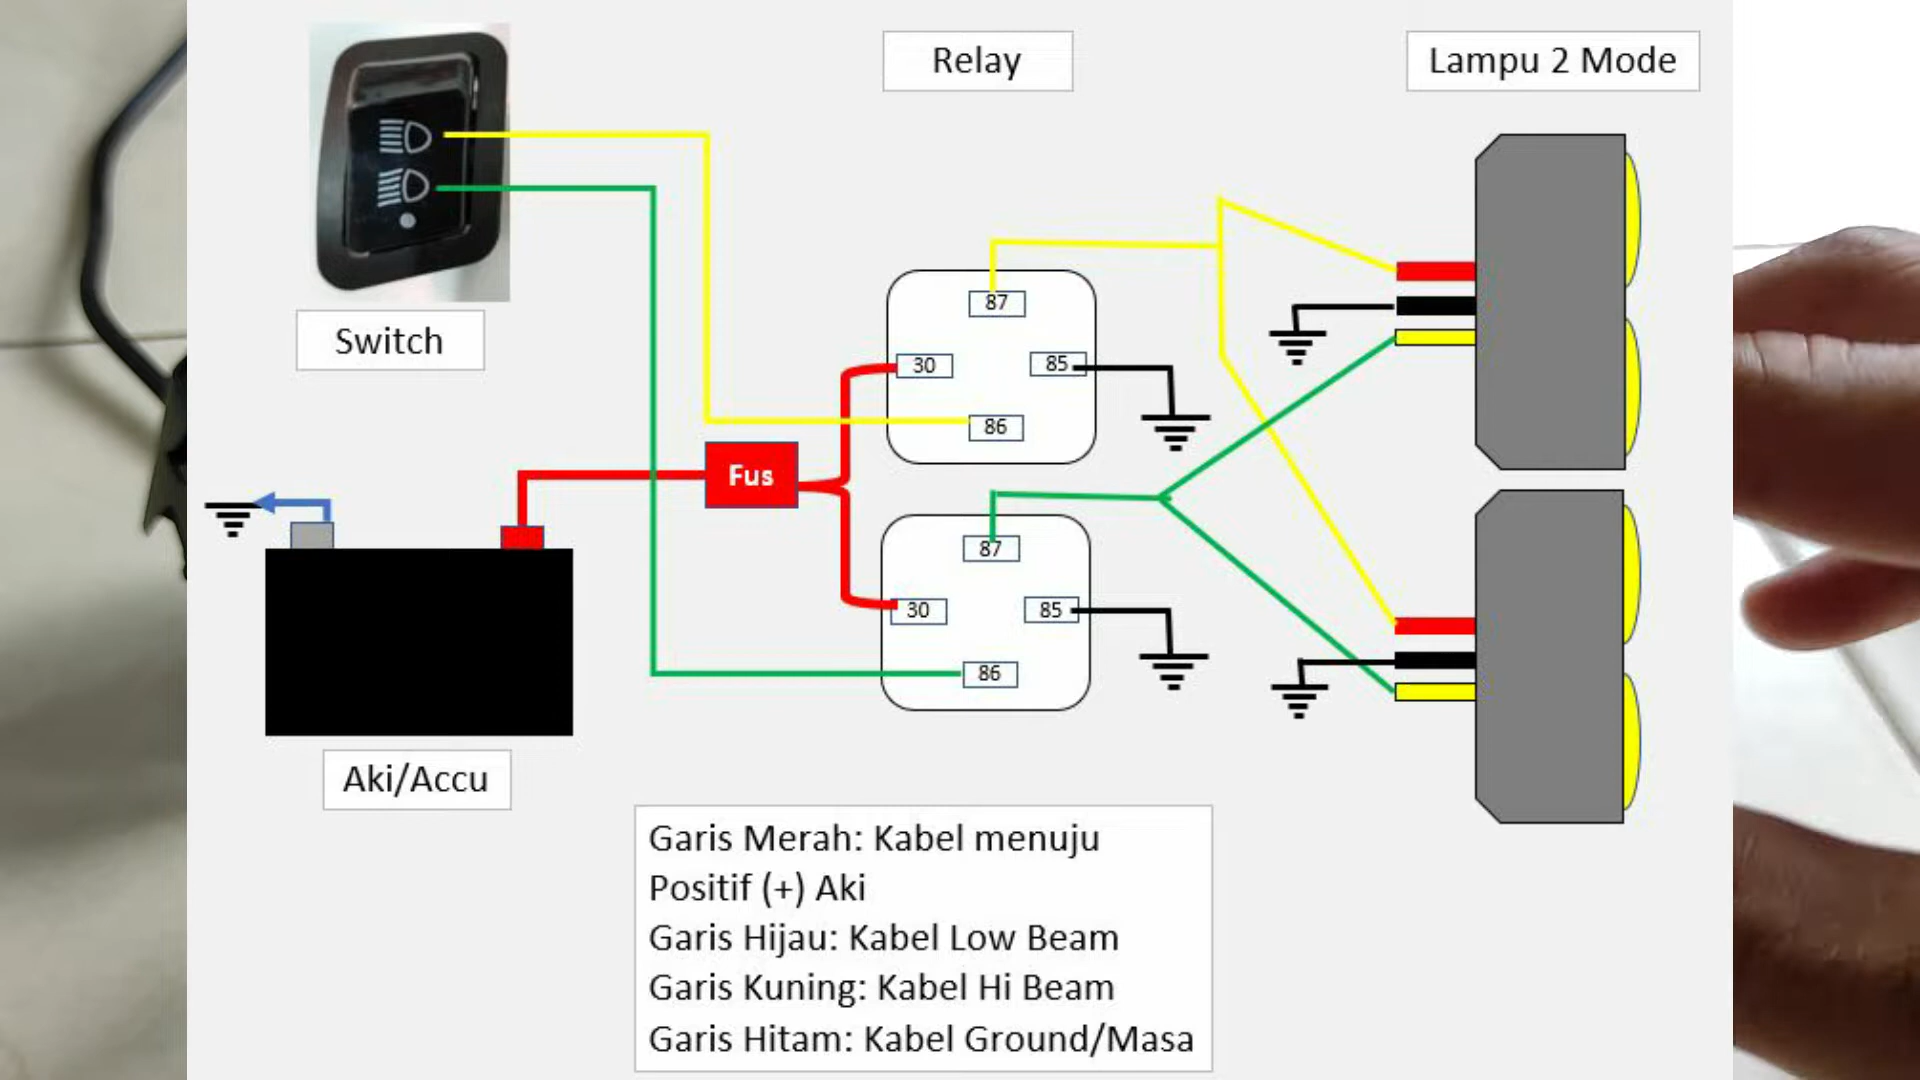 Relay
Lampu 2 Mode
Switch
87
30
85
86
Fus
87
30
85
86
Aki/Accu
Garis Merah: Kabel menuju
Positif (+) Aki
Garis Hijau: Kabel Low Beam
Garis Kuning: Kabel Hi Beam
Garis Hitam: Kabel Ground/Masa